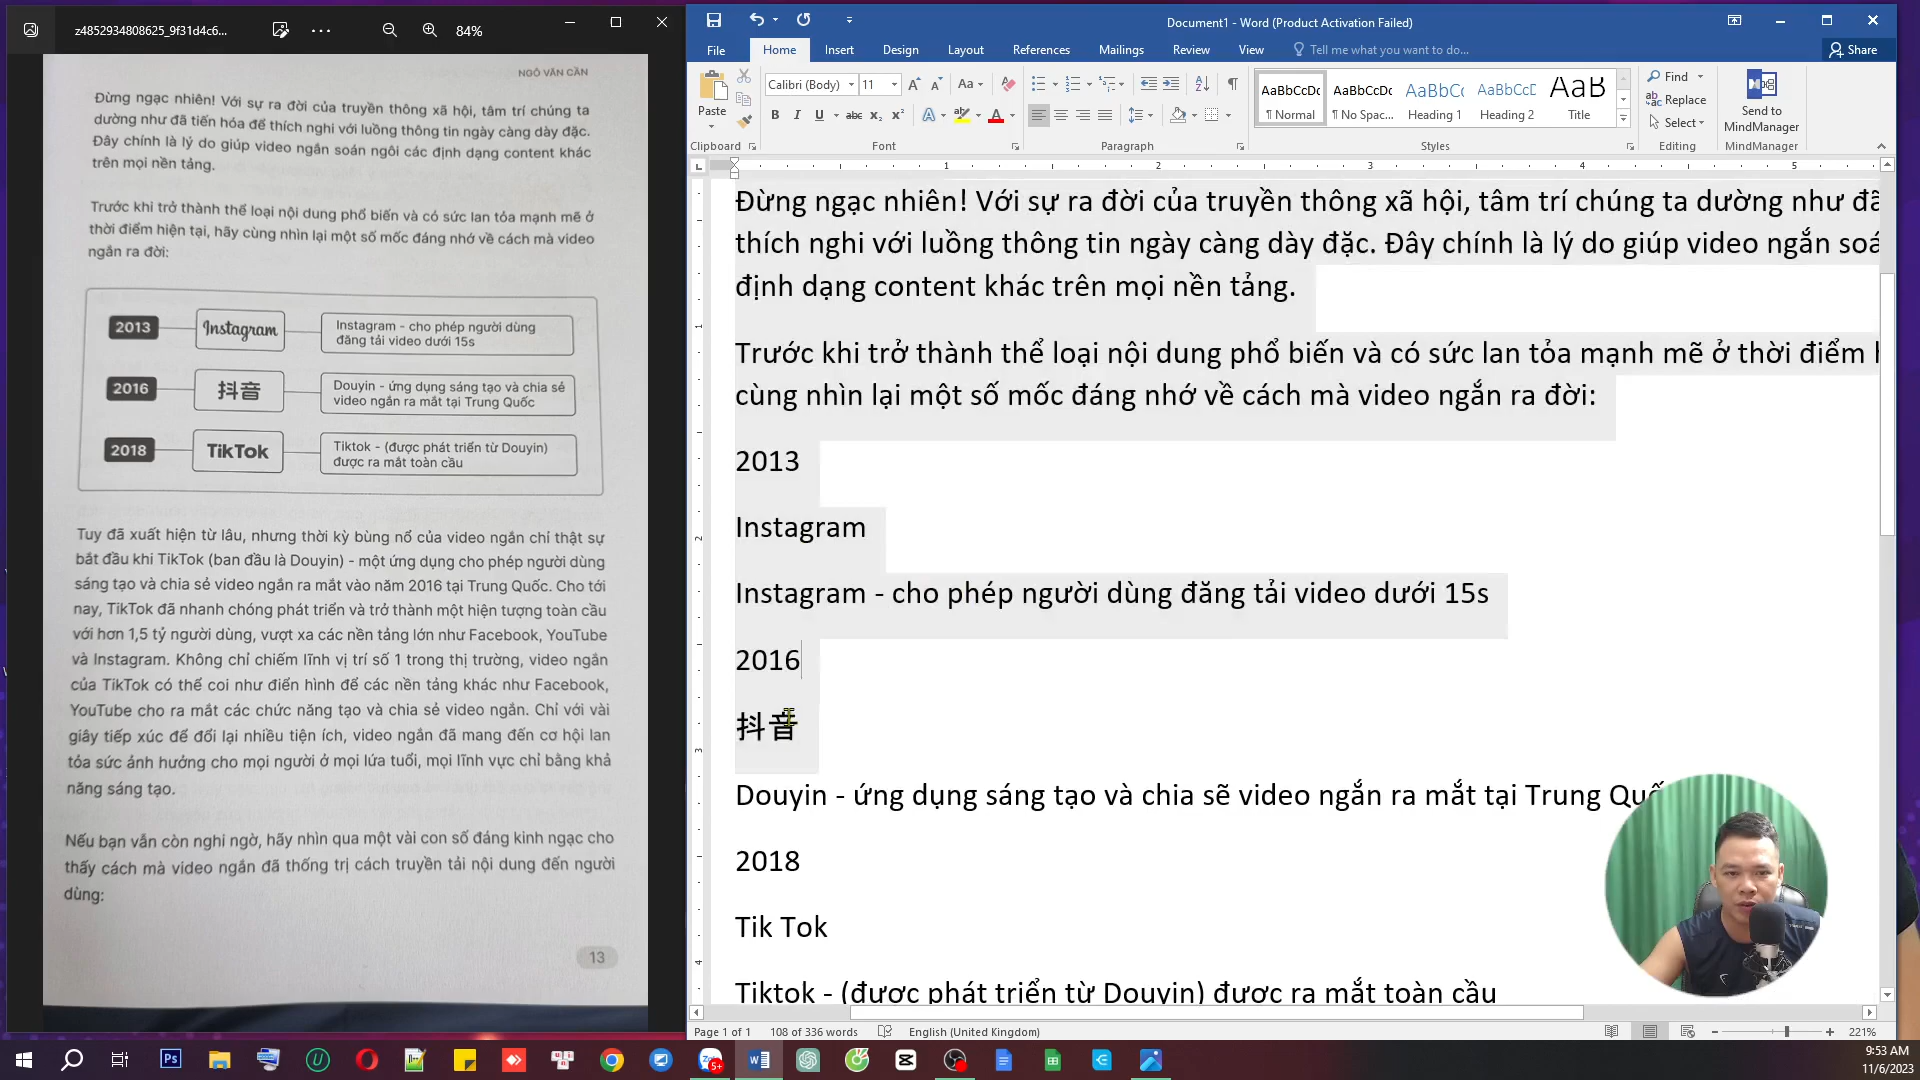 z4852934808625_9f31d4c6...
84%
NGÔ VĂN CẦN
Đừng ngạc nhiên! Với sự ra đời của truyền thông xã hội, tâm trí chúng ta
dường như đã tiến hóa để thích nghi với luồng thông tin ngày càng dày đặc.
Đây chính là lý do giúp video ngắn soán ngôi các định dạng content khác
trên mọi nền tảng.
Trước khi trở thành thể loại nội dung phổ biến và có sức lan tỏa mạnh mẽ ở
thời điểm hiện tại, hãy cùng nhìn lại một số mốc đáng nhớ về cách mà video
ngắn ra đời:
2013
Instagram
Instagram - cho phép người dùng
đăng tải video dưới 15s
2016
抖音
Douyin - ứng dụng sáng tạo và chia sẻ
video ngắn ra mắt tại Trung Quốc
2018
TikTok
Tiktok - (được phát triển từ Douyin)
được ra mắt toàn cầu
Tuy đã xuất hiện từ lâu, nhưng thời kỳ bùng nổ của video ngắn chỉ thật sự
bắt đầu khi TikTok (ban đầu là Douyin) - một ứng dụng cho phép người dùng
sáng tạo và chia sẻ video ngắn ra mắt vào năm 2016 tại Trung Quốc. Cho tới
nay, TikTok đã nhanh chóng phát triển và trở thành một hiện tượng toàn cầu
với hơn 1,5 tỷ người dùng, vượt xa các nền tảng lớn như Facebook, YouTube
và Instagram. Không chỉ chiếm lĩnh vị trí số 1 trong thị trường, video ngắn
của TikTok có thể coi như điển hình để các nền tảng khác như Facebook,
YouTube cho ra mắt các chức năng tạo và chia sẻ video ngắn. Chỉ với vài
giây tiếp xúc để đổi lại nhiều tiện ích, video ngắn đã mang đến cơ hội lan
tỏa sức ảnh hưởng cho mọi người ở mọi lứa tuổi, mọi lĩnh vực chỉ bằng khả
năng sáng tạo.
Nếu bạn vẫn còn nghi ngờ, hãy nhìn qua một vài con số đáng kinh ngạc cho
thấy cách mà video ngắn đã thống trị cách truyền tải nội dung đến người
dùng:
13
Document1 - Word (Product Activation Failed)
File Home Insert Design Layout References Mailings Review View Tell me what you want to do... Share
Paste
Clipboard
Calibri (Body) 11
Font
Paragraph
AaBbCcDc AaBbCcDc AaBbCc AaBbCcE AaB
¶ Normal ¶ No Spac... Heading 1 Heading 2 Title
Styles
Find
Replace
Select
Editing
Send to
MindManager
MindManager
1 2 3 4 5
Đừng ngạc nhiên! Với sự ra đời của truyền thông xã hội, tâm trí chúng ta dường như đã
thích nghi với luồng thông tin ngày càng dày đặc. Đây chính là lý do giúp video ngắn soá
định dạng content khác trên mọi nền tảng.
Trước khi trở thành thể loại nội dung phổ biến và có sức lan tỏa mạnh mẽ ở thời điểm h
cùng nhìn lại một số mốc đáng nhớ về cách mà video ngắn ra đời:
2013
Instagram
Instagram - cho phép người dùng đăng tải video dưới 15s
2016
抖音
Douyin - ứng dụng sáng tạo và chia sẽ video ngắn ra mắt tại Trung Quố
2018
Tik Tok
Tiktok - (được phát triển từ Douyin) được ra mắt toàn cầu
1
2
3
4
Page 1 of 1 108 of 336 words English (United Kingdom) 221%
9:53 AM
11/6/2023